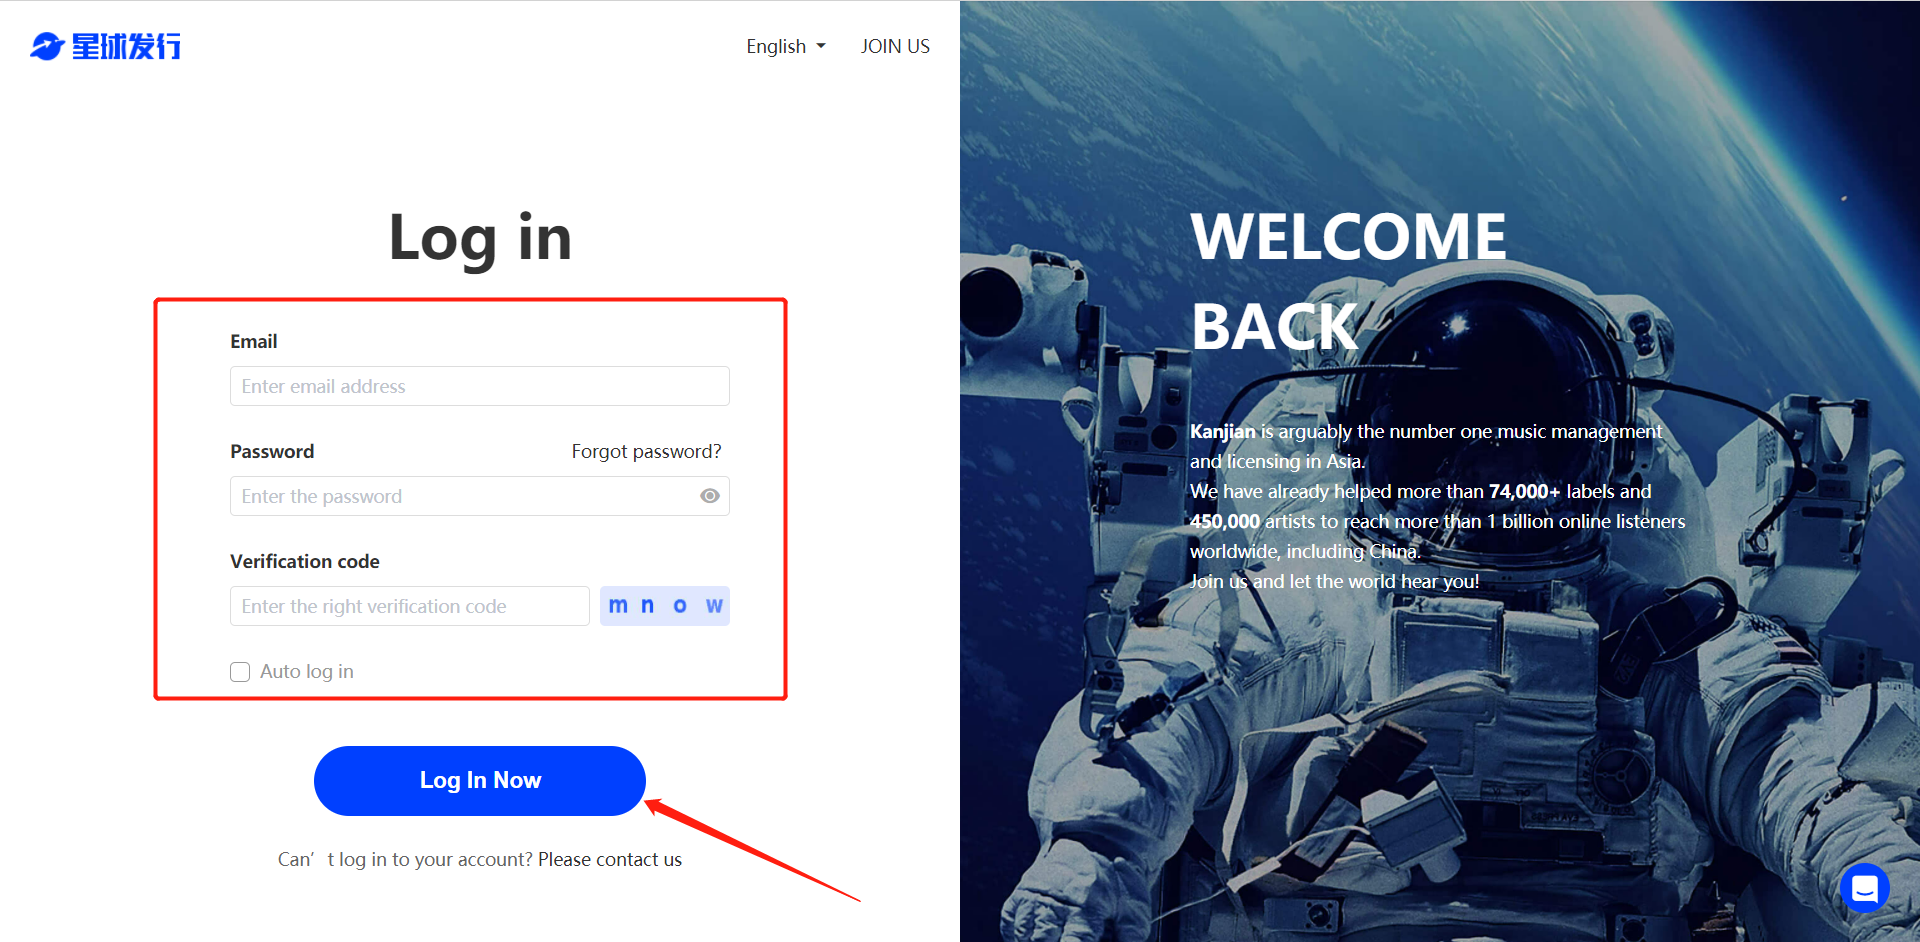 星球发行
English
JOIN US
Log in
Email
Enter email address
Password
Forgot password?
Enter the password
Verification code
Enter the right verification code
m n o w
Auto log in
Log In Now
Can’t log in to your account? Please contact us
WELCOME
BACK
Kanjian is arguably the number one music management
and licensing in Asia.
We have already helped more than 74,000+ labels and
450,000 artists to reach more than 1 billion online listeners
worldwide, including China.
Join us and let the world hear you!